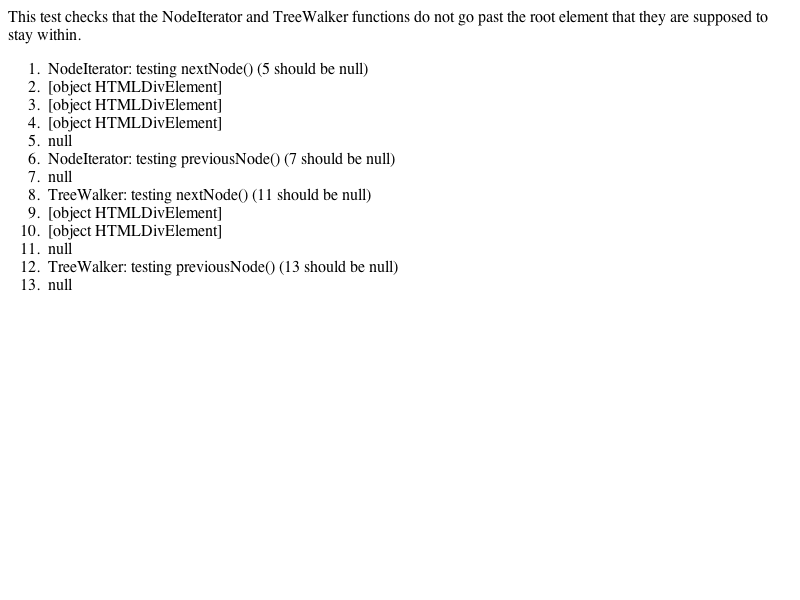 This test checks that the NodeIterator and TreeWalker functions do not go past the root element that they are supposed to
stay within.
1. NodeIterator: testing nextNode() (5 should be null)
2. [object HTMLDivElement]
3. [object HTMLDivElement]
4. [object HTMLDivElement]
5. null
6. NodeIterator: testing previousNode() (7 should be null)
7. null
8. TreeWalker: testing nextNode() (11 should be null)
9. [object HTMLDivElement]
10. [object HTMLDivElement]
11. null
12. TreeWalker: testing previousNode() (13 should be null)
13. null